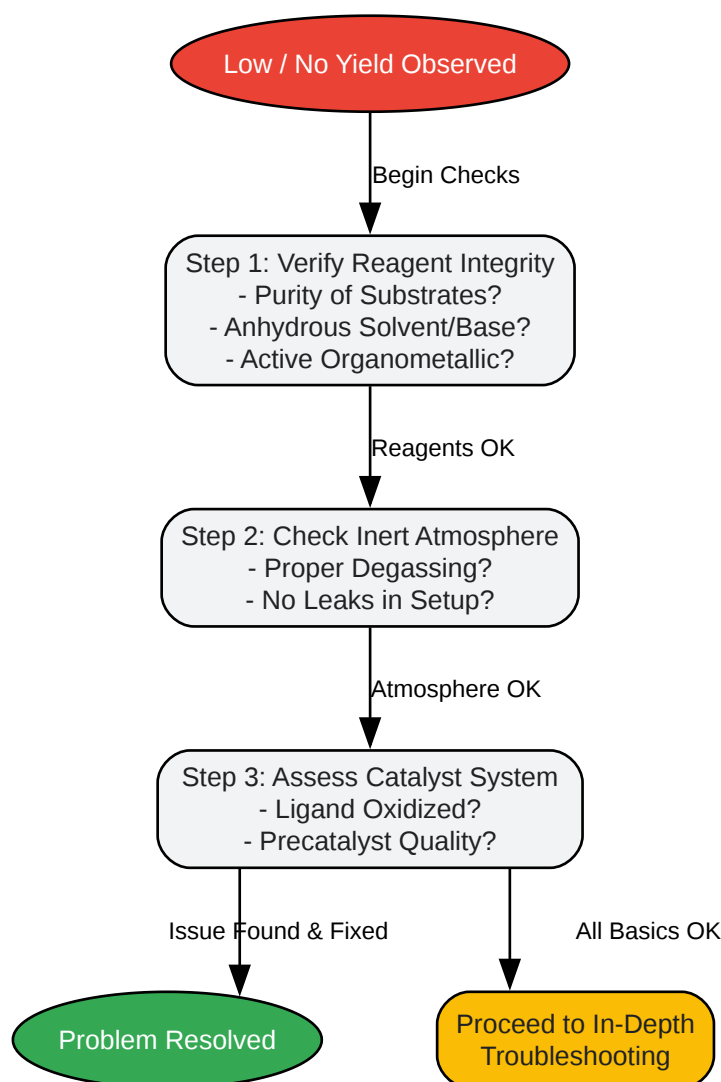 Low / No Yield Observed
Begin Checks
Step 1: Verify Reagent Integrity
- Purity of Substrates?
- Anhydrous Solvent/Base?
- Active Organometallic?
Reagents OK
Step 2: Check Inert Atmosphere
- Proper Degassing?
- No Leaks in Setup?
Atmosphere OK
Step 3: Assess Catalyst System
- Ligand Oxidized?
- Precatalyst Quality?
Issue Found & Fixed
All Basics OK
Problem Resolved
Proceed to In-Depth
Troubleshooting